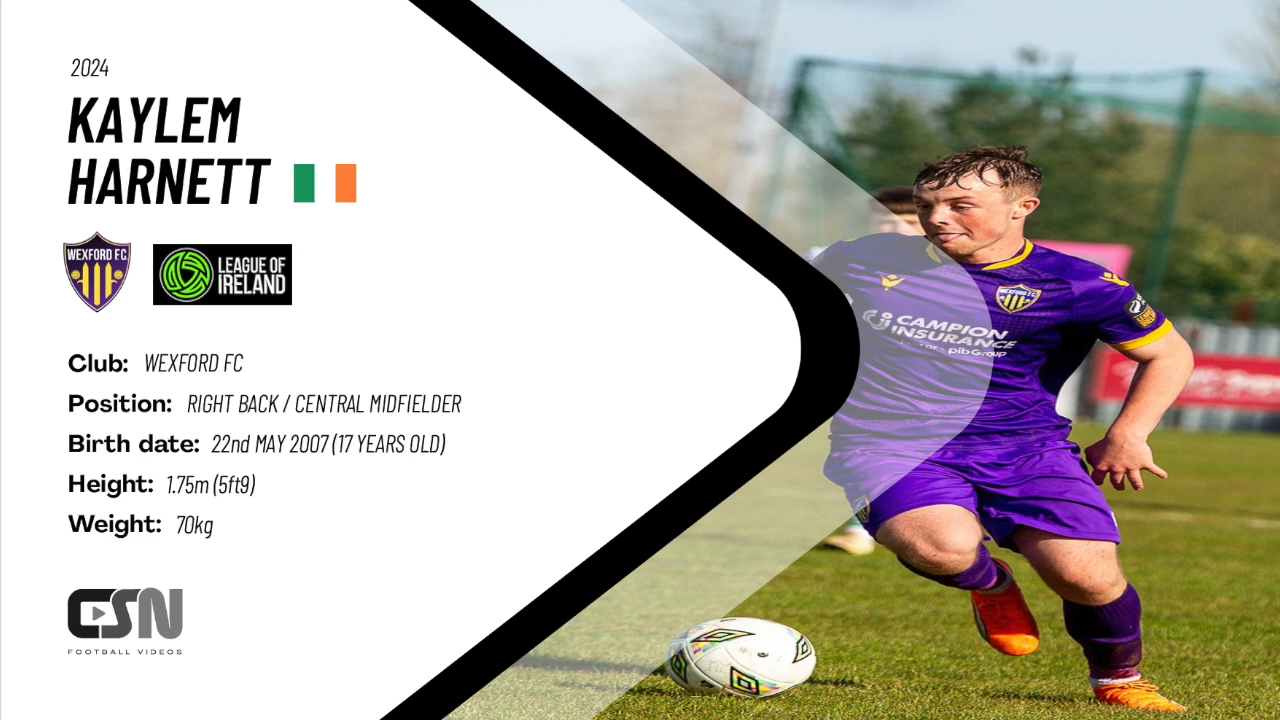 2024
KAYLEM
HARNETT
WEXFORD F.C.
LEAGUE OF
IRELAND
Club: WEXFORD FC
Position: RIGHT BACK / CENTRAL MIDFIELDER
Birth date: 22nd MAY 2007 (17 YEARS OLD)
Height: 1.75m (5ft9)
Weight: 70kg
CSN
FOOTBALL VIDEOS
WEXFORD F.C.
CAMPION
INSURANCE
pibGroup